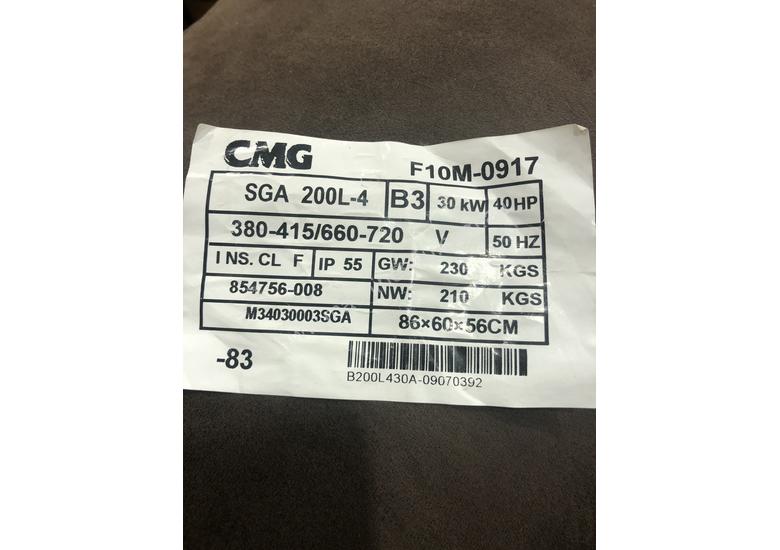 CMG
F10M-0917
SGA 200L-4 B3 30 kW 40HP
380-415/660-720 V 50 HZ
INS. CL F IP 55 GW: 230 KGS
854756-008 NW: 210 KGS
M34030003SGA 86×60×56CM
-83
B200L430A-09070392